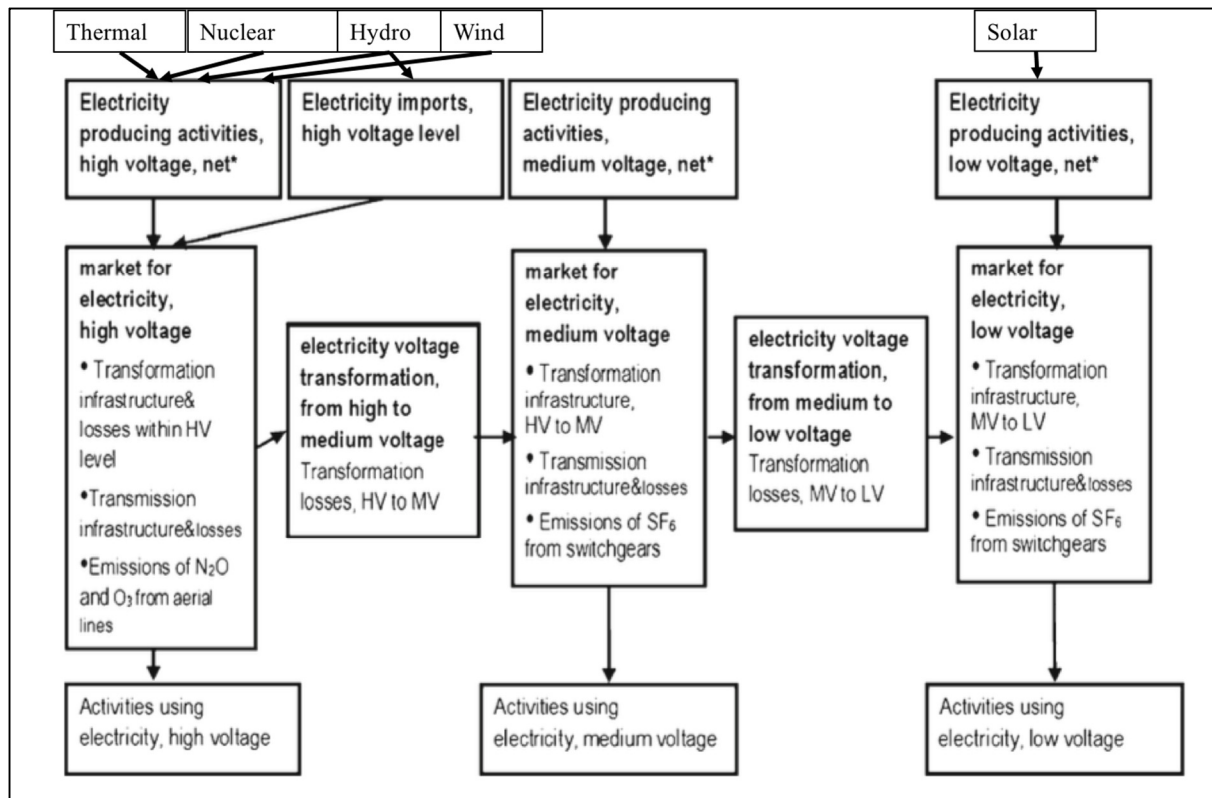 Thermal
Nuclear
Hydro
Wind
Solar
Electricity
producing activities,
high voltage, net*
Electricity imports,
high voltage level
Electricity producing
activities,
medium voltage, net*
Electricity
producing activities,
low voltage, net*
market for
electricity,
high voltage
• Transformation
infrastructure&
losses within HV
level
•Transmission
infrastructure&losses
•Emissions of N₂O
and O₃ from aerial
lines
electricity voltage
transformation,
from high to
medium voltage
Transformation
losses, HV to MV
market for
electricity,
medium voltage
• Transformation
infrastructure,
HV to MV
• Transmission
infrastructure&losses
• Emissions of SF₆
from switchgears
electricity voltage
transformation,
from medium to
low voltage
Transformation
losses, MV to LV
market for
electricity,
low voltage
• Transformation
infrastructure,
MV to LV
• Transmission
infrastructure&losses
• Emissions of SF₆
from switchgears
Activities using
electricity, high voltage
Activities using
electricity, medium voltage
Activities using
electricity, low voltage